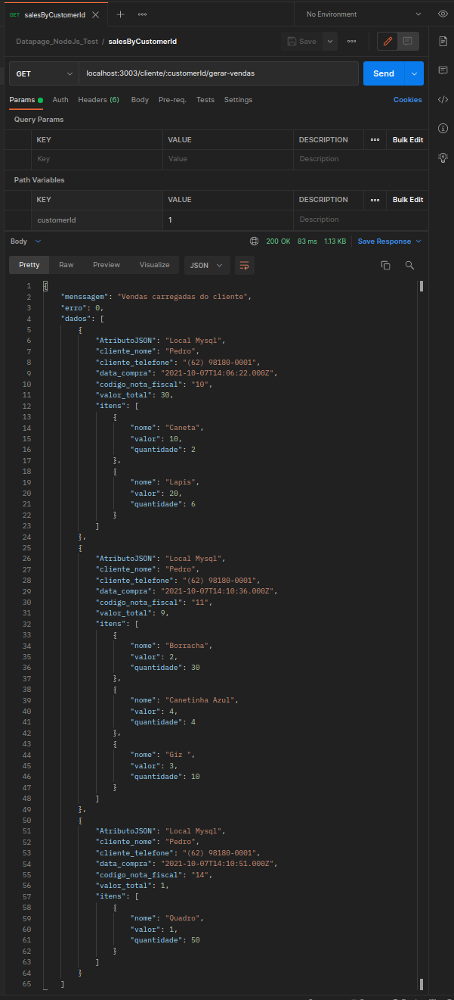 GET salesByCustomerId
No Environment
Datapage_NodeJs_Test / salesByCustomerId
Save
GET localhost:3003/cliente/:customerId/gerar-vendas Send
Params Auth Headers (6) Body Pre-req. Tests Settings Cookies
Query Params
KEY VALUE DESCRIPTION Bulk Edit
Key Value Description
Path Variables
KEY VALUE DESCRIPTION Bulk Edit
customerId 1 Description
Body 200 OK 83 ms 1.13 KB Save Response
Pretty Raw Preview Visualize JSON
1 {
2 "menssagem": "Vendas carregadas do cliente",
3 "erro": 0,
4 "dados": [
5 {
6 "AtributoJSON": "Local Mysql",
7 "cliente_nome": "Pedro",
8 "cliente_telefone": "(62) 98180-0001",
9 "data_compra": "2021-10-07T14:06:22.000Z",
10 "codigo_nota_fiscal": "10",
11 "valor_total": 30,
12 "itens": [
13 {
14 "nome": "Caneta",
15 "valor": 10,
16 "quantidade": 2
17 },
18 {
19 "nome": "Lapis",
20 "valor": 20,
21 "quantidade": 6
22 }
23 ]
24 },
25 {
26 "AtributoJSON": "Local Mysql",
27 "cliente_nome": "Pedro",
28 "cliente_telefone": "(62) 98180-0001",
29 "data_compra": "2021-10-07T14:10:36.000Z",
30 "codigo_nota_fiscal": "11",
31 "valor_total": 9,
32 "itens": [
33 {
34 "nome": "Borracha",
35 "valor": 2,
36 "quantidade": 30
37 },
38 {
39 "nome": "Canetinha Azul",
40 "valor": 4,
41 "quantidade": 4
42 },
43 {
44 "nome": "Giz ",
45 "valor": 3,
46 "quantidade": 10
47 }
48 ]
49 },
50 {
51 "AtributoJSON": "Local Mysql",
52 "cliente_nome": "Pedro",
53 "cliente_telefone": "(62) 98180-0001",
54 "data_compra": "2021-10-07T14:10:51.000Z",
55 "codigo_nota_fiscal": "14",
56 "valor_total": 1,
57 "itens": [
58 {
59 "nome": "Quadro",
60 "valor": 1,
61 "quantidade": 50
62 }
63 ]
64 }
65 ]